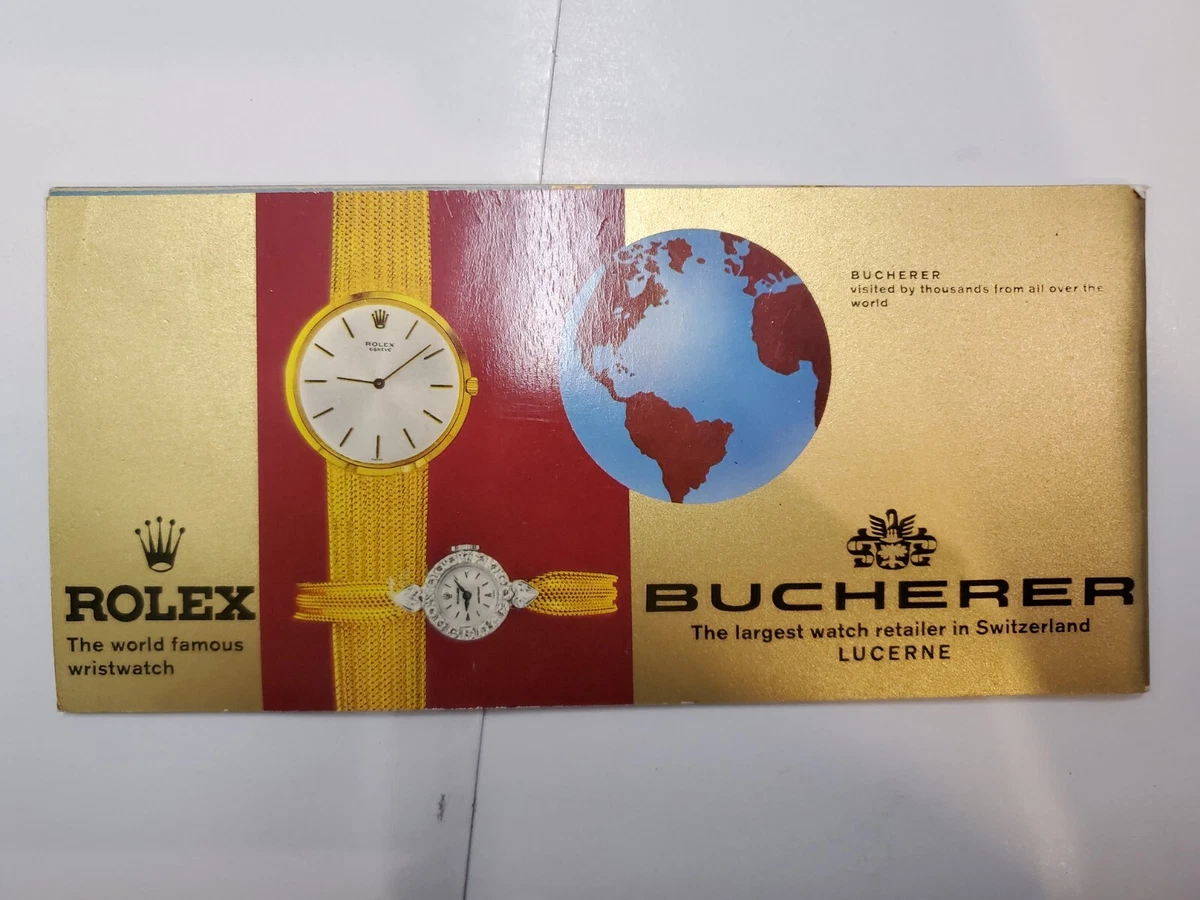 ROLEX
GENEVE
ROLEX
The world famous
wristwatch
BUCHERER
visited by thousands from all over the
world
BUCHERER
The largest watch retailer in Switzerland
LUCERNE